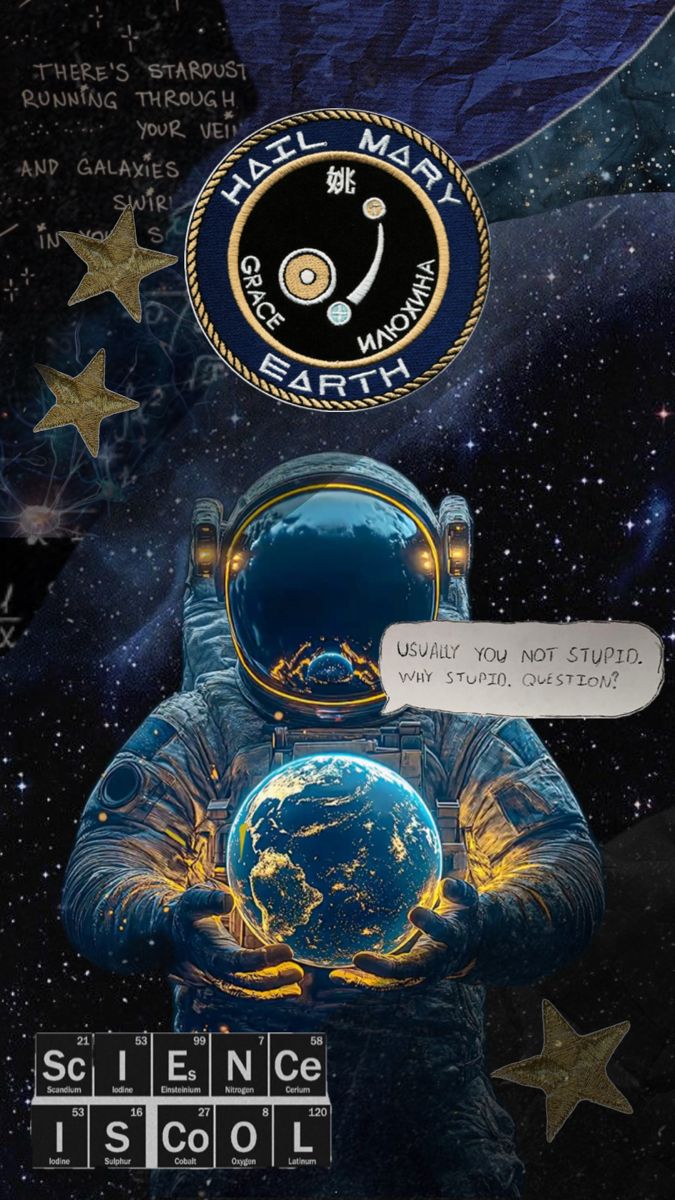 THERE'S STARDUST
RUNNING THROUGH
YOUR
AND GALAXIES
IN
HAIL MARY
姚
GRACE
ИЛЮХИНА
EARTH
USUALLY YOU NOT STUPID.
WHY STUPID, QUESTION?
21 53 99 7 58
Sc I Es N Ce
Scandium Iodine Einsteinium Nitrogen Cerium
53 16 27 8 120
I S Co O L
Iodine Sulphur Cobalt Oxygen Latinum